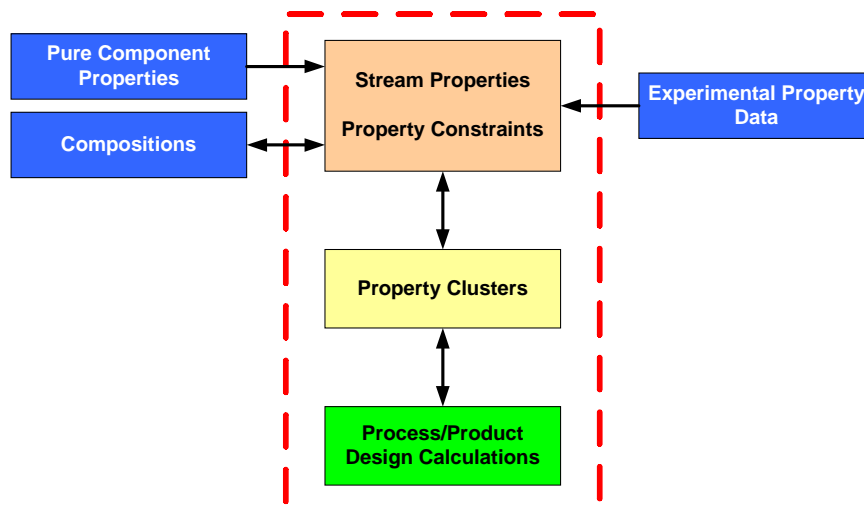 Pure Component
Properties
Compositions
Stream Properties
Property Constraints
Experimental Property
Data
Property Clusters
Process/Product
Design Calculations